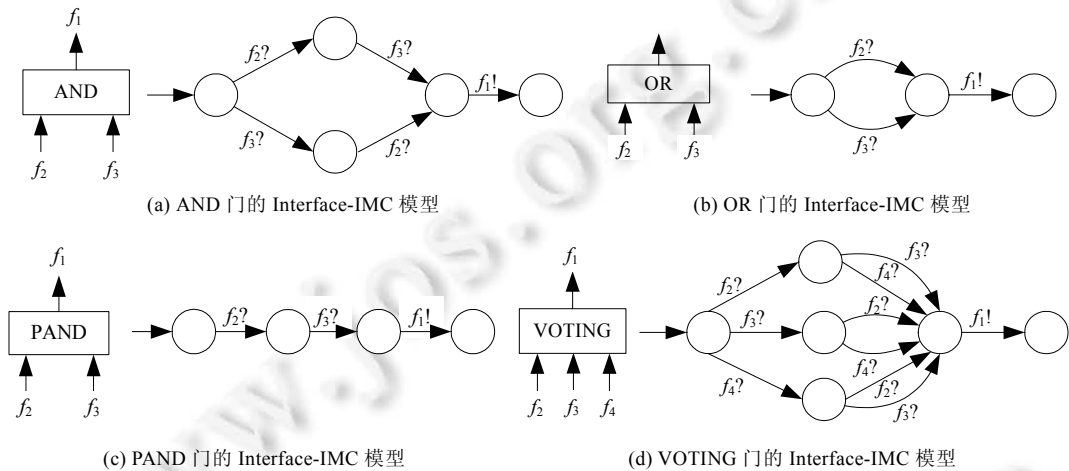 f1
AND
f2
f3
f2?
f3?
f3?
f2?
f1!
(a) AND 门的 Interface-IMC 模型
OR
f2
f3
f2?
f3?
f1!
(b) OR 门的 Interface-IMC 模型
f1
PAND
f2
f3
f2?
f3?
f1!
(c) PAND 门的 Interface-IMC 模型
f1
VOTING
f2
f3
f4
f2?
f3?
f4?
f3?
f4?
f2?
f4?
f2?
f3?
f1!
(d) VOTING 门的 Interface-IMC 模型
www.jos.org.